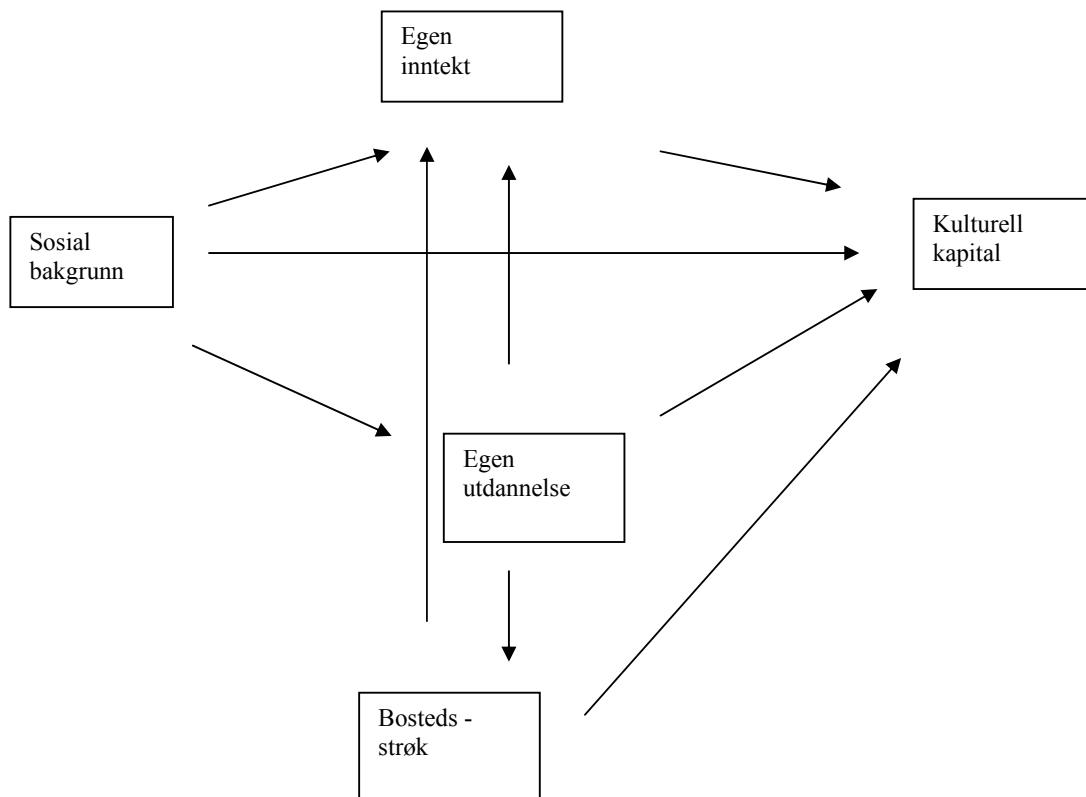 Egen
inntekt
Sosial
bakgrunn
Kulturell
kapital
Egen
utdannelse
Bosteds -
strøk